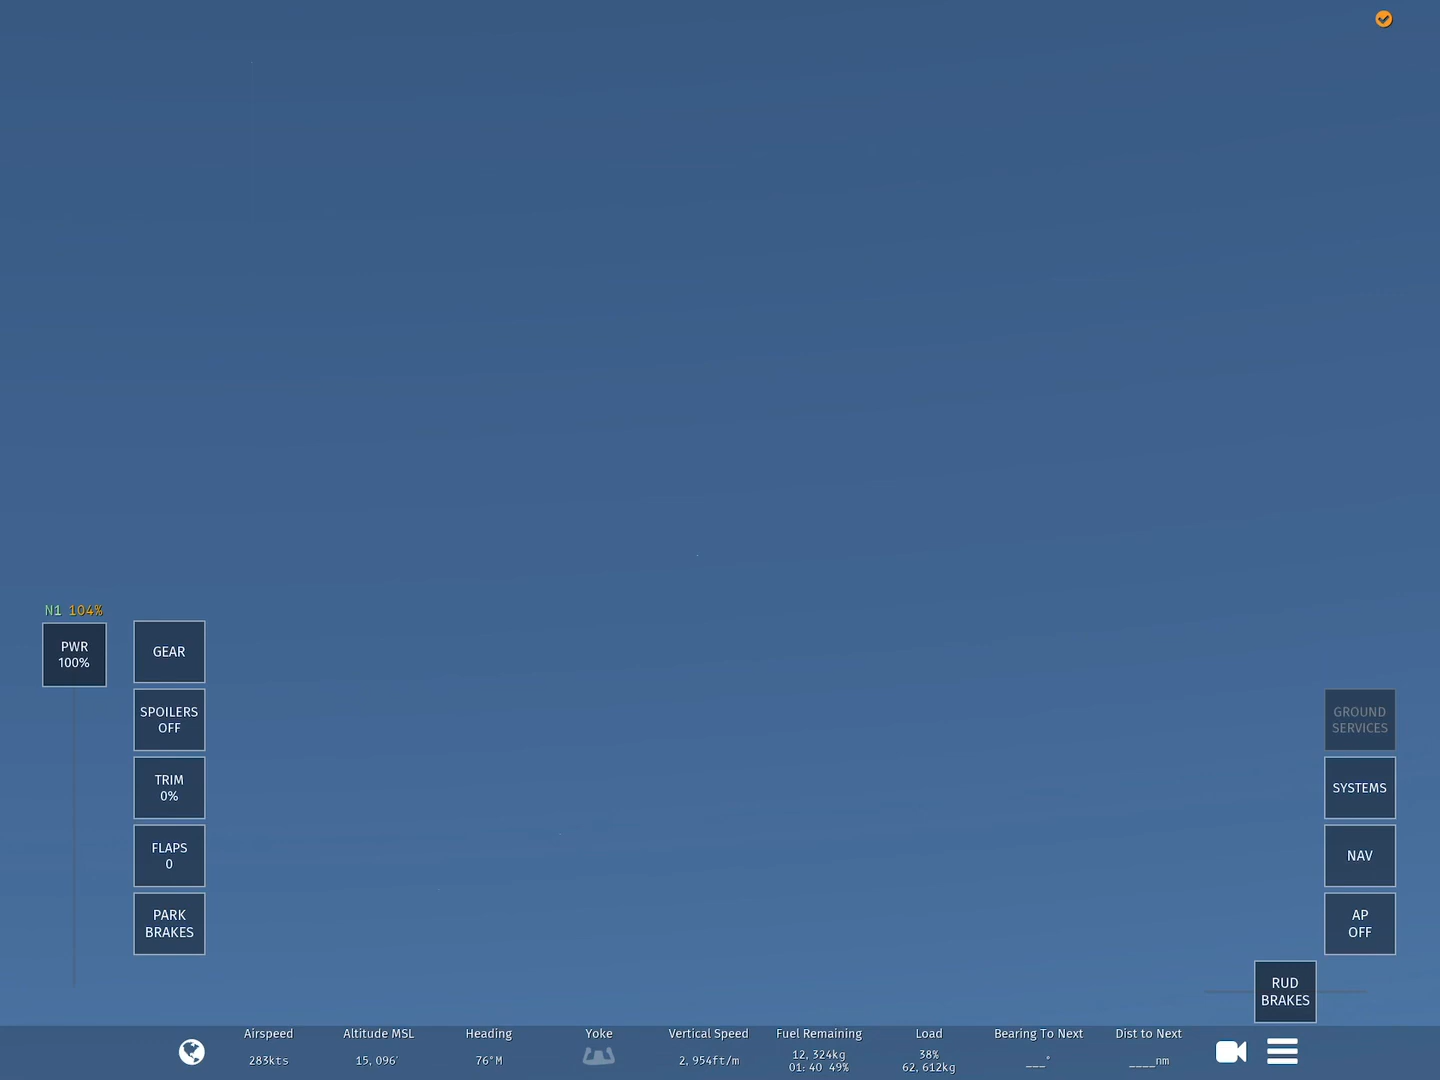 N1 104%
PWR
100%
GEAR
SPOILERS
OFF
TRIM
0%
FLAPS
0
PARK
BRAKES
GROUND
SERVICES
SYSTEMS
NAV
AP
OFF
RUD
BRAKES
Airspeed
283kts
Altitude MSL
15,096'
Heading
76°M
Yoke
Vertical Speed
2,954ft/m
Fuel Remaining
12,324kg
01:40 49%
Load
38%
62,612kg
Bearing To Next
___°
Dist to Next
____nm